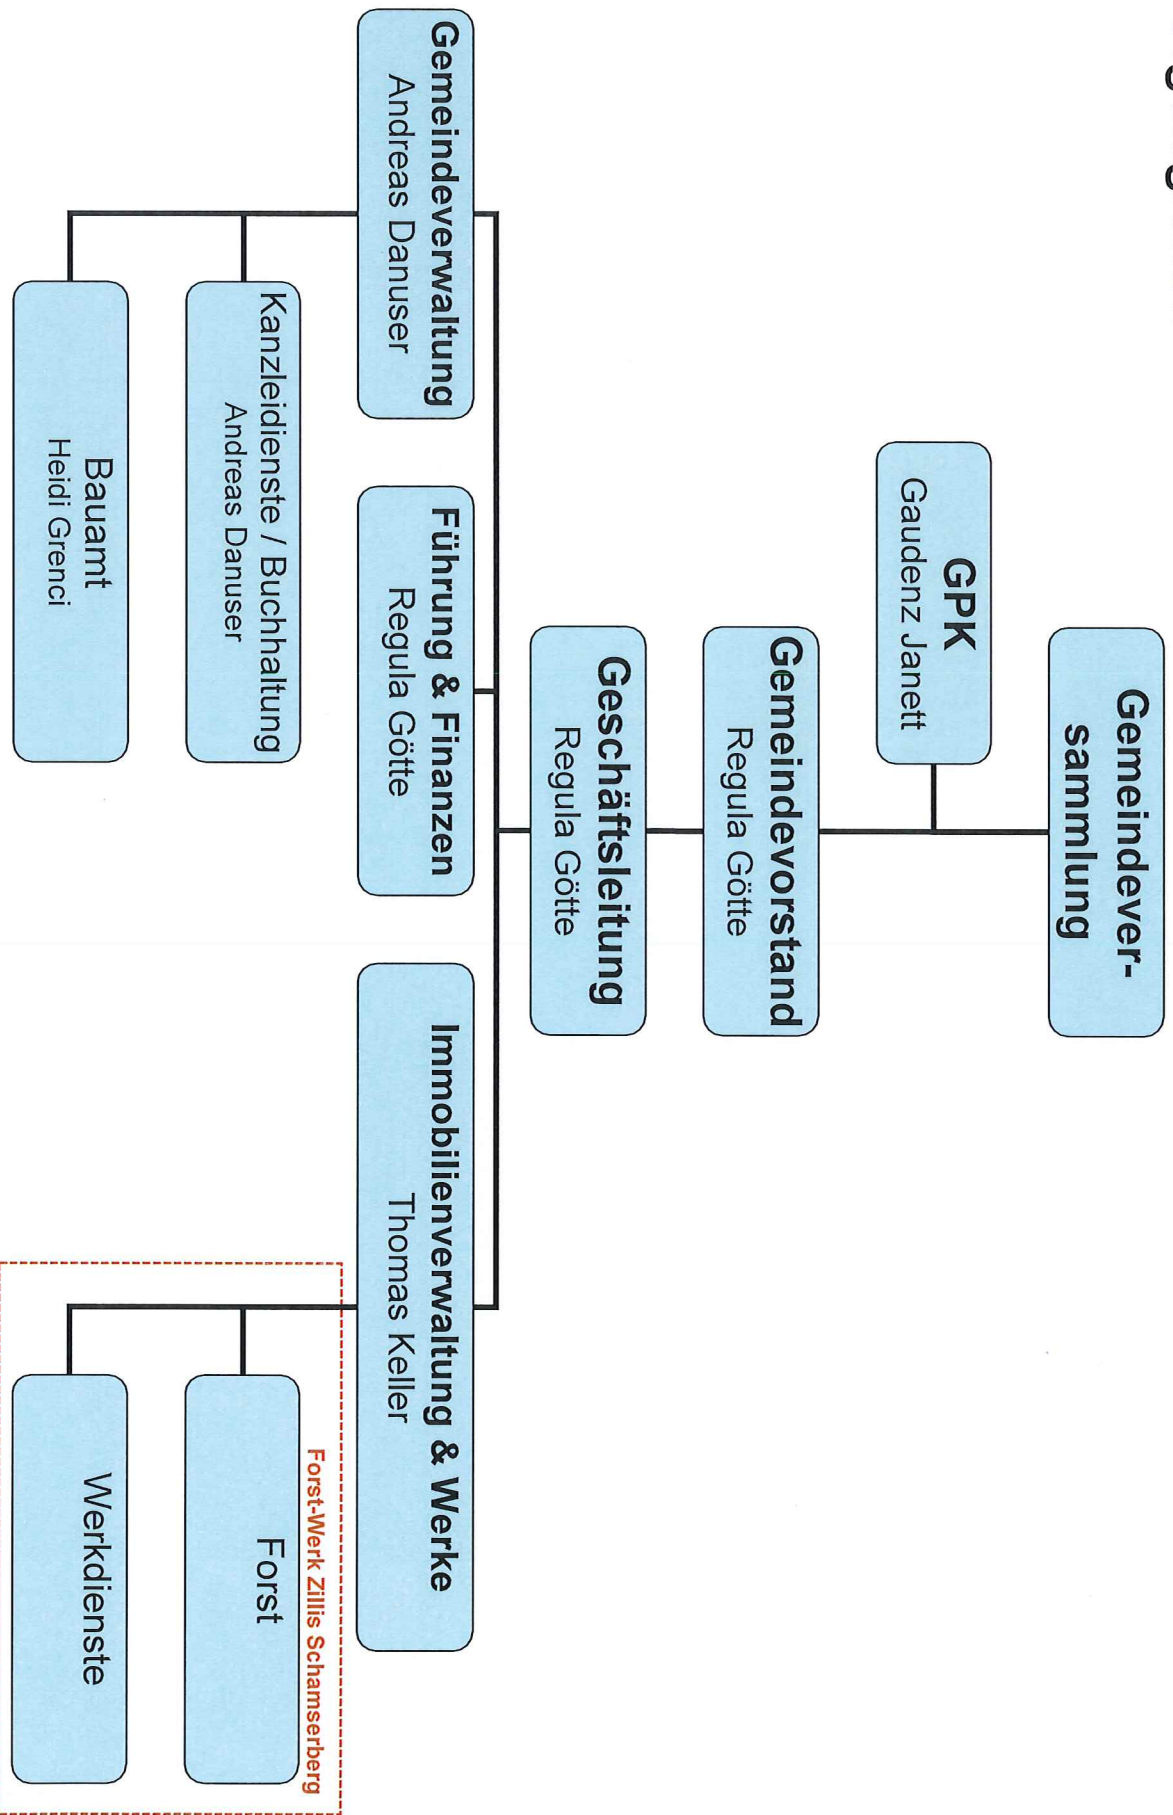 Gemeindever-
sammlung
GPK
Gaudenz Janett
Gemeindevorstand
Regula Götte
Geschäftsleitung
Regula Götte
Gemeindeverwaltung
Andreas Danuser
Führung & Finanzen
Regula Götte
Immobilienverwaltung & Werke
Thomas Keller
Kanzleidienste / Buchhaltung
Andreas Danuser
Bauamt
Heidi Grenci
Forst-Werk Zillis Schamserberg
Forst
Werkdienste